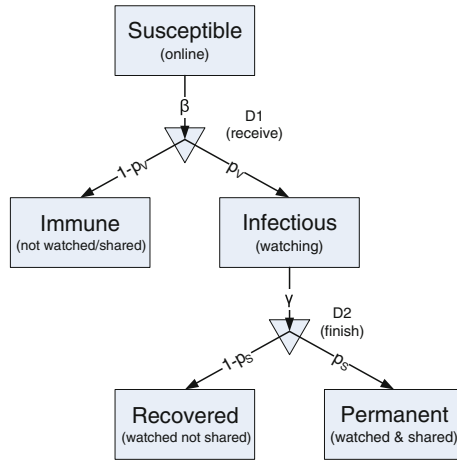 Susceptible
(online)
β
D1
(receive)
1-pV
pV
Immune
(not watched/shared)
Infectious
(watching)
γ
D2
(finish)
1-pS
pS
Recovered
(watched not shared)
Permanent
(watched & shared)